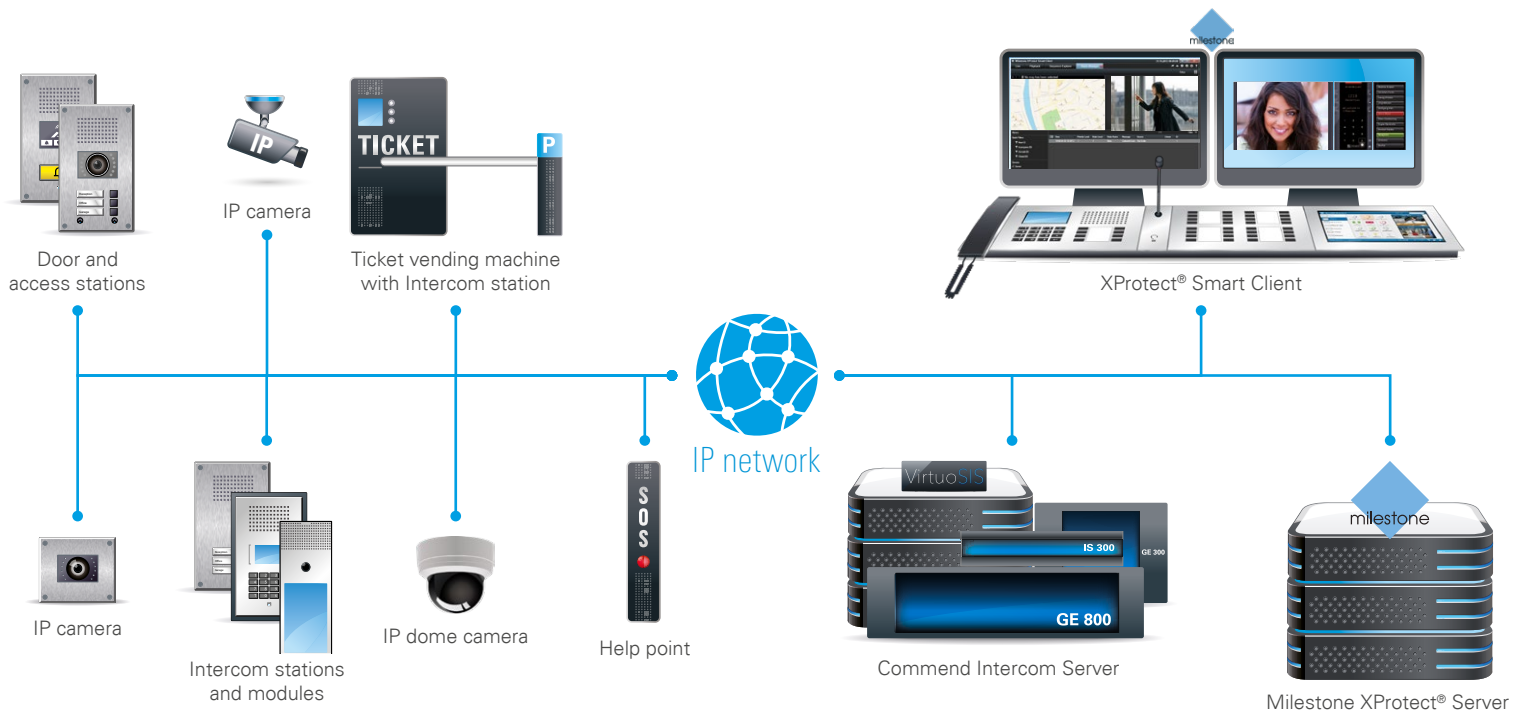 milestone
IP
TICKET
P
IP camera
Door and
access stations
Ticket vending machine
with Intercom station
XProtect® Smart Client
IP network
VirtuoSIS
SOS
milestone
IS 300
GE 300
GE 800
IP camera
IP dome camera
Help point
Intercom stations
and modules
Commend Intercom Server
Milestone XProtect® Server